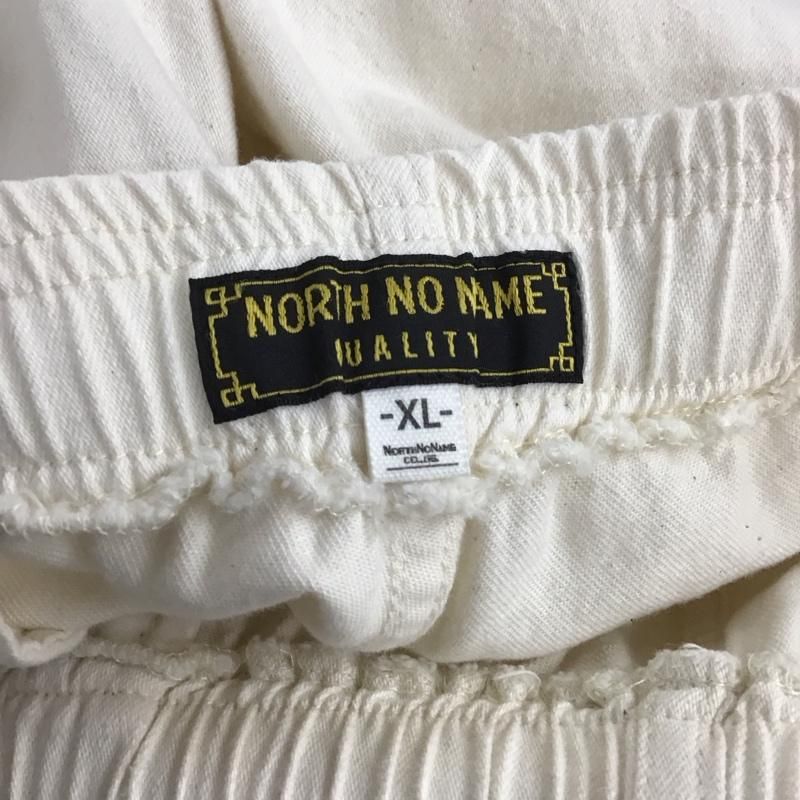 NORTH NO NAME
QUALITY
-XL-
NORTHNONAME
CO.,LTD.